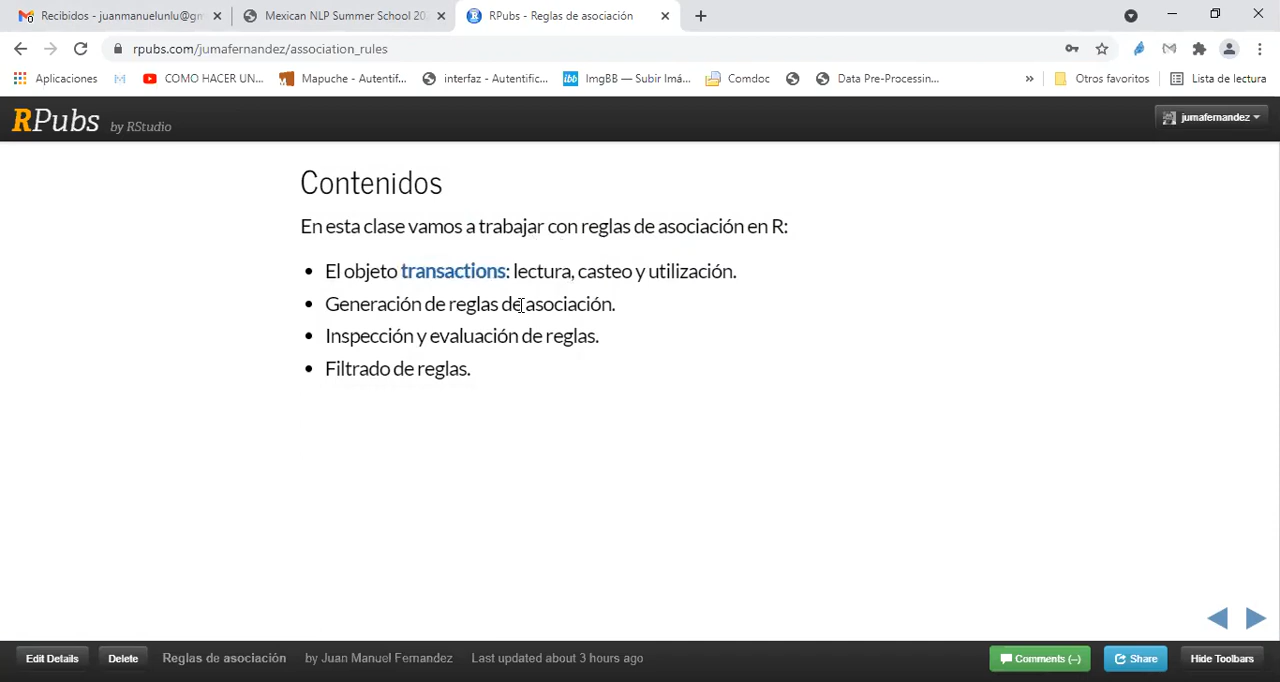 Recibidos - juanmanuelunlu@gm
Mexican NLP Summer School 202
RPubs - Reglas de asociación
rpubs.com/jumafernandez/association_rules
Aplicaciones
COMO HACER UN...
Mapuche - Autentif...
interfaz - Autentific...
ibb
ImgBB — Subir Imá...
Comdoc
Data Pre-Processin...
»
Otros favoritos
Lista de lectura
RPubs by RStudio
jumafernandez
Contenidos
En esta clase vamos a trabajar con reglas de asociación en R:
• El objeto transactions: lectura, casteo y utilización.
• Generación de reglas de asociación.
• Inspección y evaluación de reglas.
• Filtrado de reglas.
Edit Details
Delete
Reglas de asociación
by Juan Manuel Fernandez
Last updated about 3 hours ago
Comments (–)
Share
Hide Toolbars